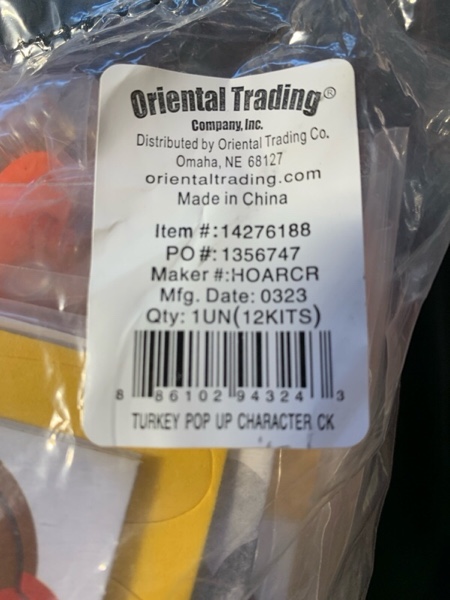 Oriental Trading®
Company, Inc.
Distributed by Oriental Trading Co.
Omaha, NE 68127
orientaltrading.com
Made in China
Item #:14276188
PO #: 1356747
Maker #:HOARCR
Mfg. Date: 0323
Qty: 1UN(12KITS)
8 86102 94324 3
TURKEY POP UP CHARACTER CK